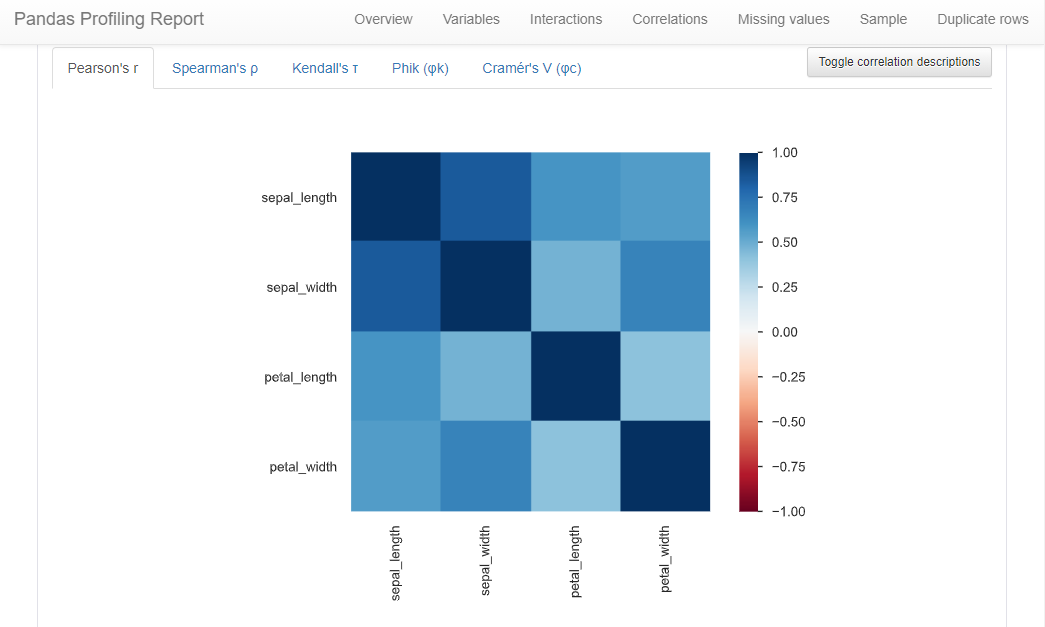 Pandas Profiling Report Overview Variables Interactions Correlations Missing values Sample Duplicate rows
Pearson's r Spearman's ρ Kendall's τ Phik (φk) Cramér's V (φc) Toggle correlation descriptions
sepal_length
sepal_width
petal_length
petal_width
sepal_length
sepal_width
petal_length
petal_width
1.00
0.75
0.50
0.25
0.00
−0.25
−0.50
−0.75
−1.00